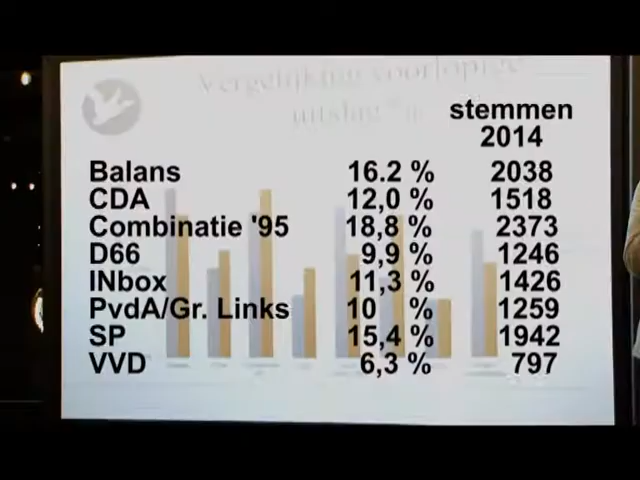 Vergelijking voorlopige
uitslag %
stemmen
2014
Balans 16.2 % 2038
CDA 12,0 % 1518
Combinatie '95 18,8 % 2373
D66 9,9 % 1246
INbox 11,3 % 1426
PvdA/Gr. Links 10 % 1259
SP 15,4 % 1942
VVD 6,3 % 797